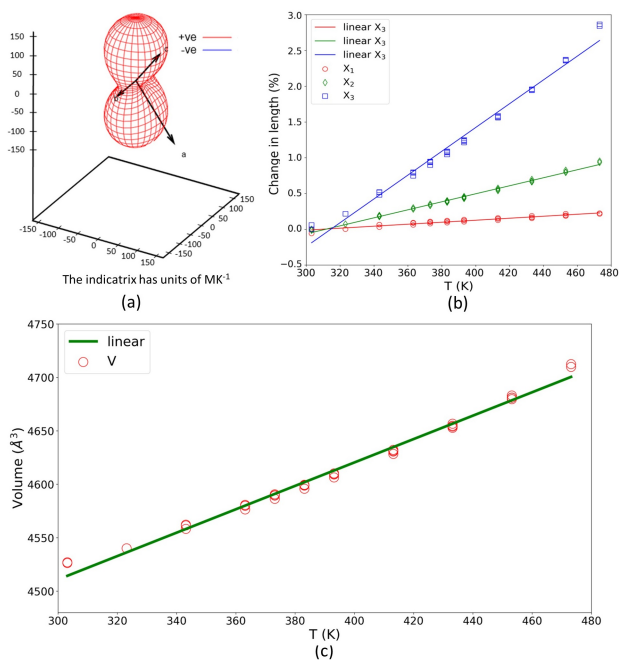 +ve
-ve
150
100
50
0
-50
-100
-150
c
b
a
-150
-100
-50
0
50
100
150
-150
-100
-50
0
50
100
150
The indicatrix has units of MK⁻¹
(a)
linear X₃
linear X₃
linear X₃
X₁
X₂
X₃
Change in length (%)
3.0
2.5
2.0
1.5
1.0
0.5
0.0
−0.5
300 320 340 360 380 400 420 440 460 480
T (K)
(b)
linear
V
Volume (Å³)
4750
4700
4650
4600
4550
4500
300 320 340 360 380 400 420 440 460 480
T (K)
(c)